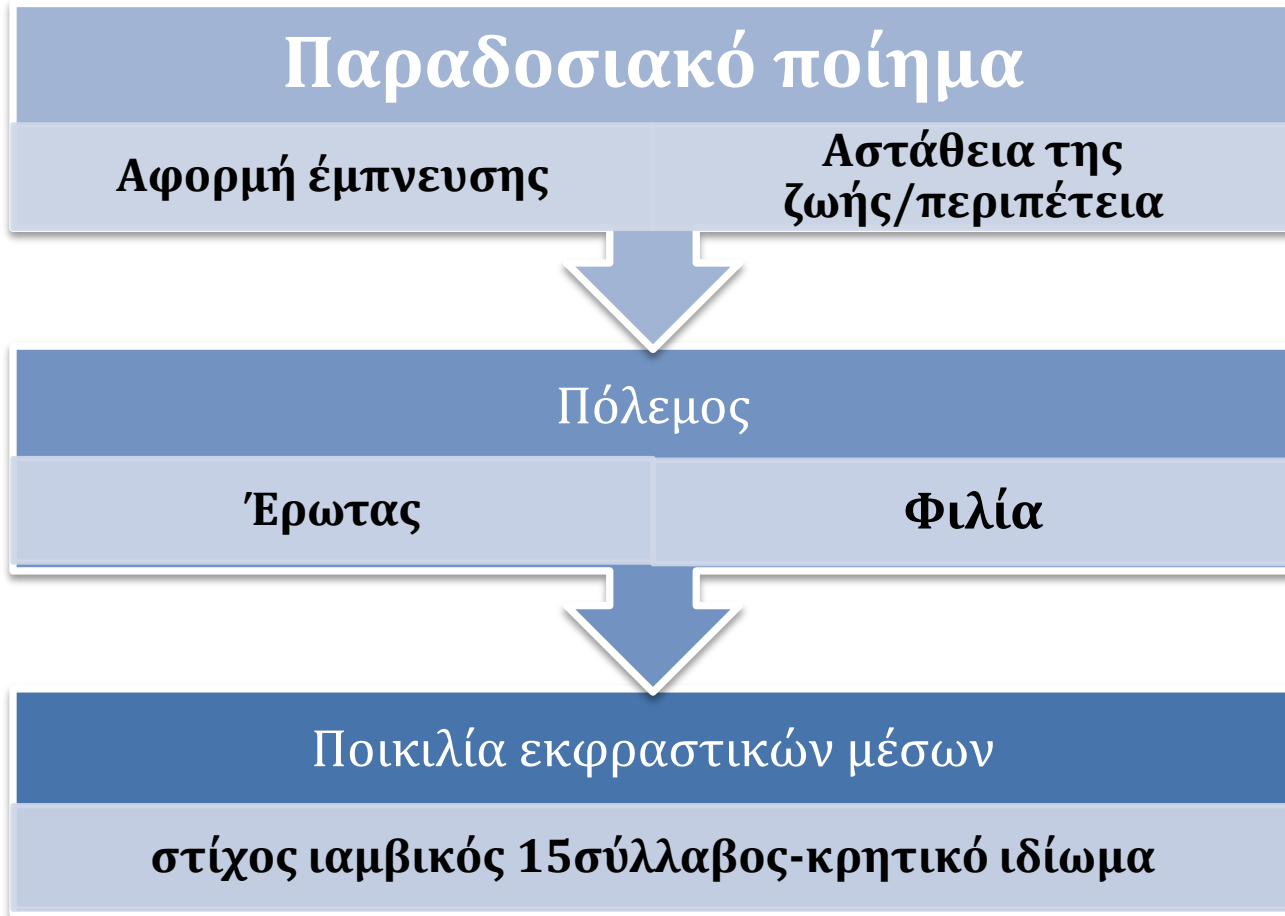 Παραδοσιακό ποίημα
Αφορμή έμπνευσης
Αστάθεια της
ζωής/περιπέτεια
Πόλεμος
Έρωτας
Φιλία
Ποικιλία εκφραστικών μέσων
στίχος ιαμβικός 15σύλλαβος-κρητικό ιδίωμα